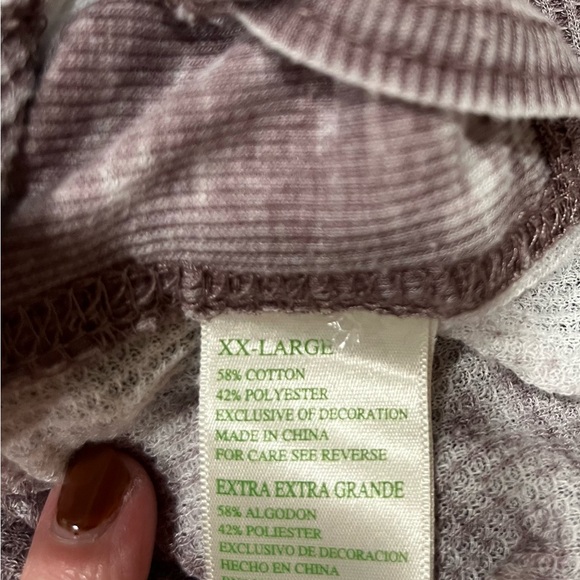 XX-LARGE
58% COTTON
42% POLYESTER
EXCLUSIVE OF DECORATION
MADE IN CHINA
FOR CARE SEE REVERSE
EXTRA EXTRA GRANDE
58% ALGODON
42% POLIESTER
EXCLUSIVO DE DECORACION
HECHO EN CHINA